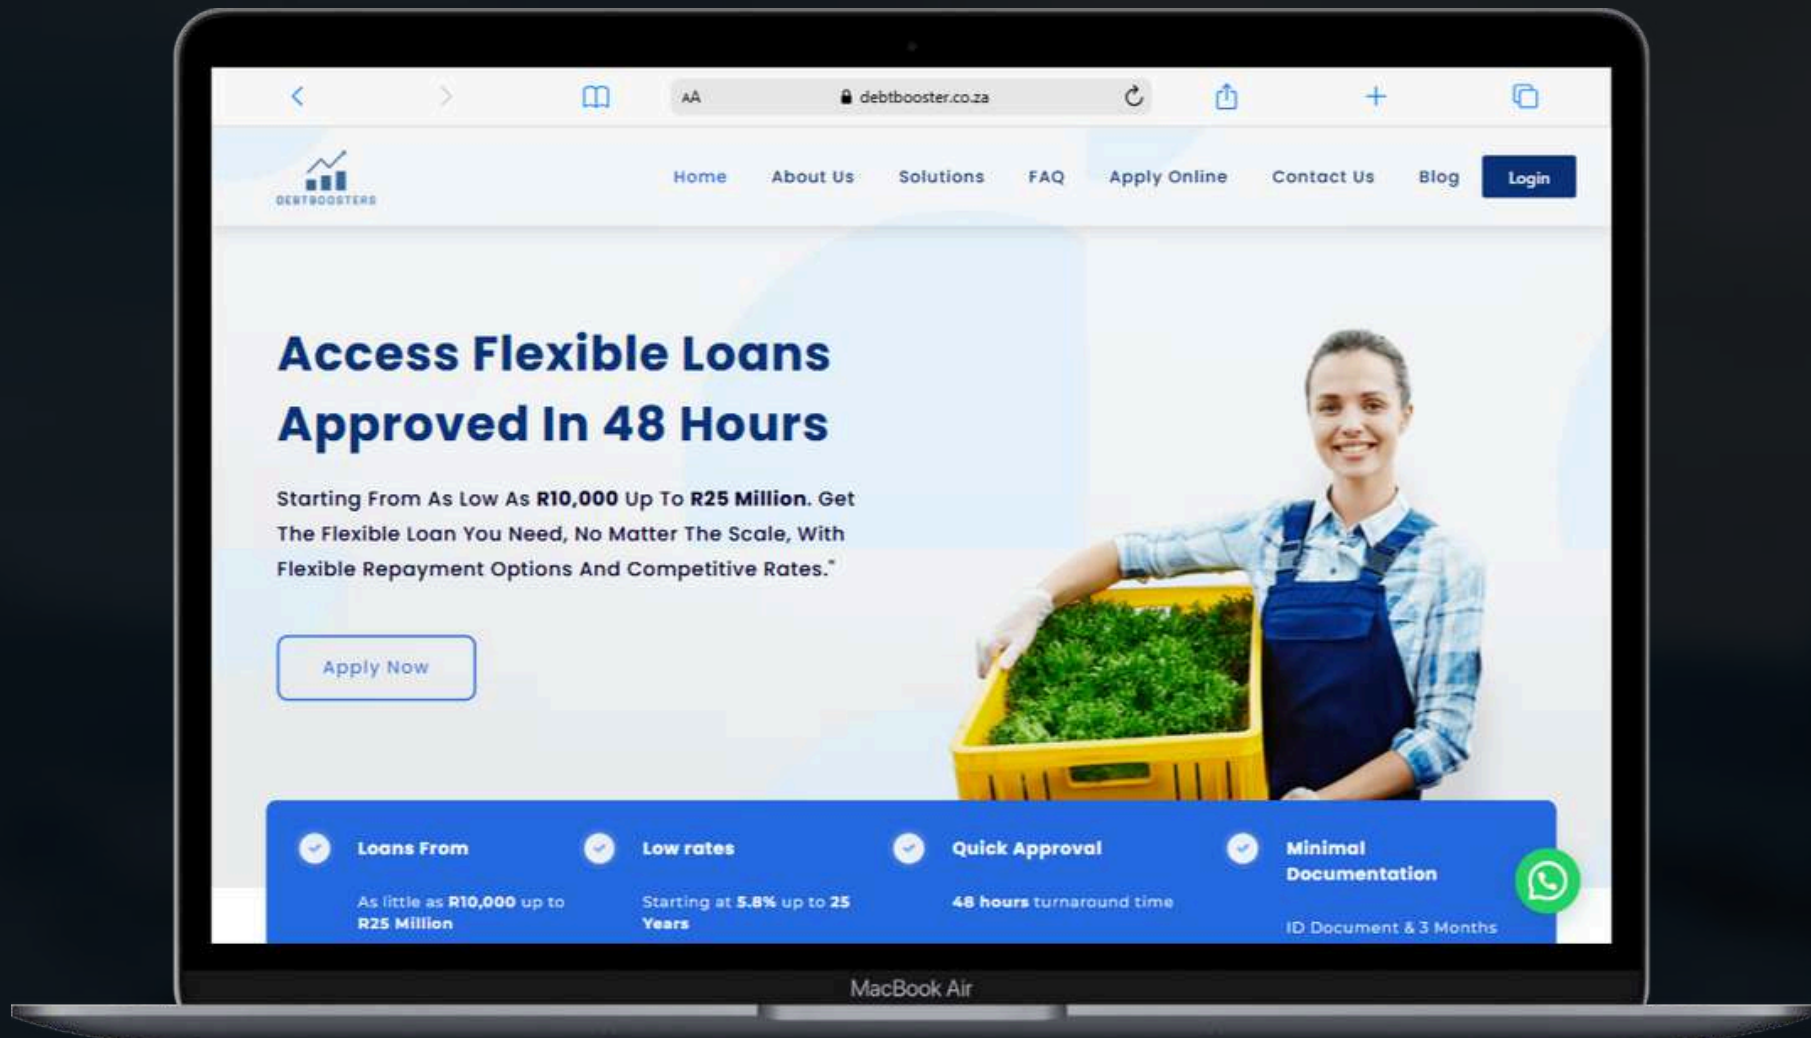 AA
debtbooster.co.za
DEBTBOOSTERS
Home About Us Solutions FAQ Apply Online Contact Us Blog Login
Access Flexible Loans
Approved In 48 Hours
Starting From As Low As R10,000 Up To R25 Million. Get
The Flexible Loan You Need, No Matter The Scale, With
Flexible Repayment Options And Competitive Rates."
Apply Now
Loans From
As little as R10,000 up to
R25 Million
Low rates
Starting at 5.8% up to 25
Years
Quick Approval
48 hours turnaround time
Minimal
Documentation
ID Document & 3 Months
MacBook Air